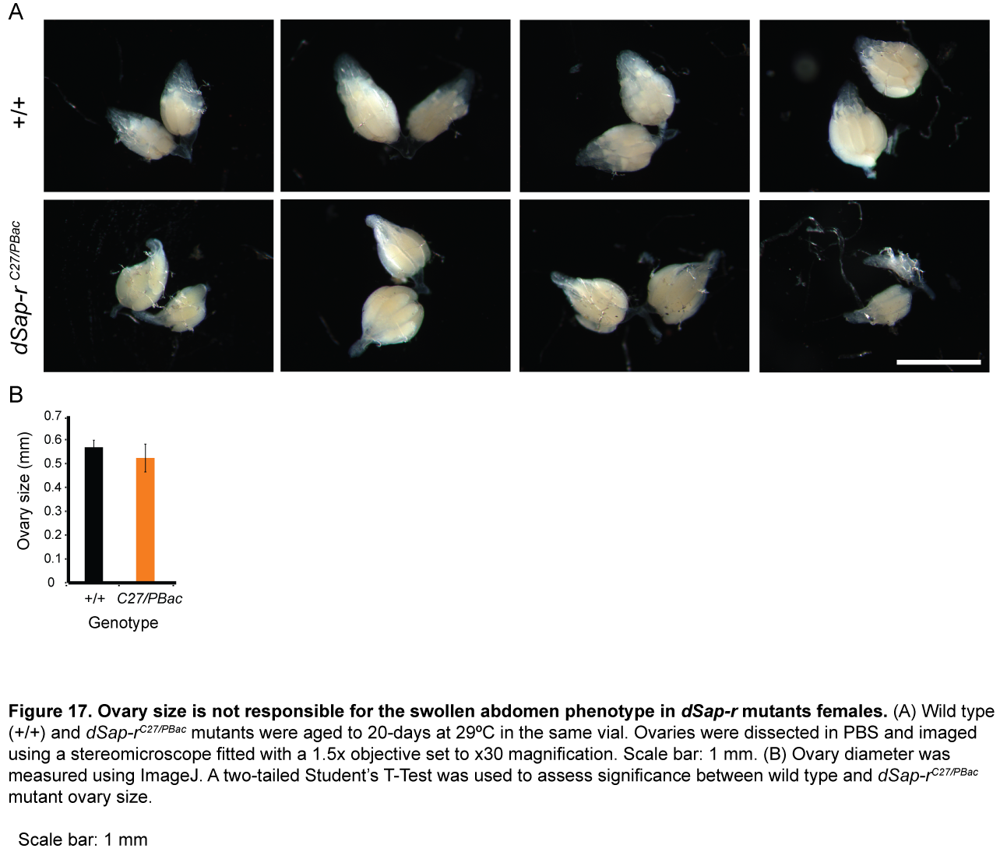 A
+/+
dSap-r C27/PBac
B
0.7
0.6
0.5
0.4
0.3
0.2
0.1
0
Ovary size (mm)
+/+ C27/PBac
Genotype
Figure 17. Ovary size is not responsible for the swollen abdomen phenotype in dSap-r mutants females. (A) Wild type
(+/+) and dSap-rC27/PBac mutants were aged to 20-days at 29ºC in the same vial. Ovaries were dissected in PBS and imaged
using a stereomicroscope fitted with a 1.5x objective set to x30 magnification. Scale bar: 1 mm. (B) Ovary diameter was
measured using ImageJ. A two-tailed Student’s T-Test was used to assess significance between wild type and dSap-rC27/PBac
mutant ovary size.
Scale bar: 1 mm